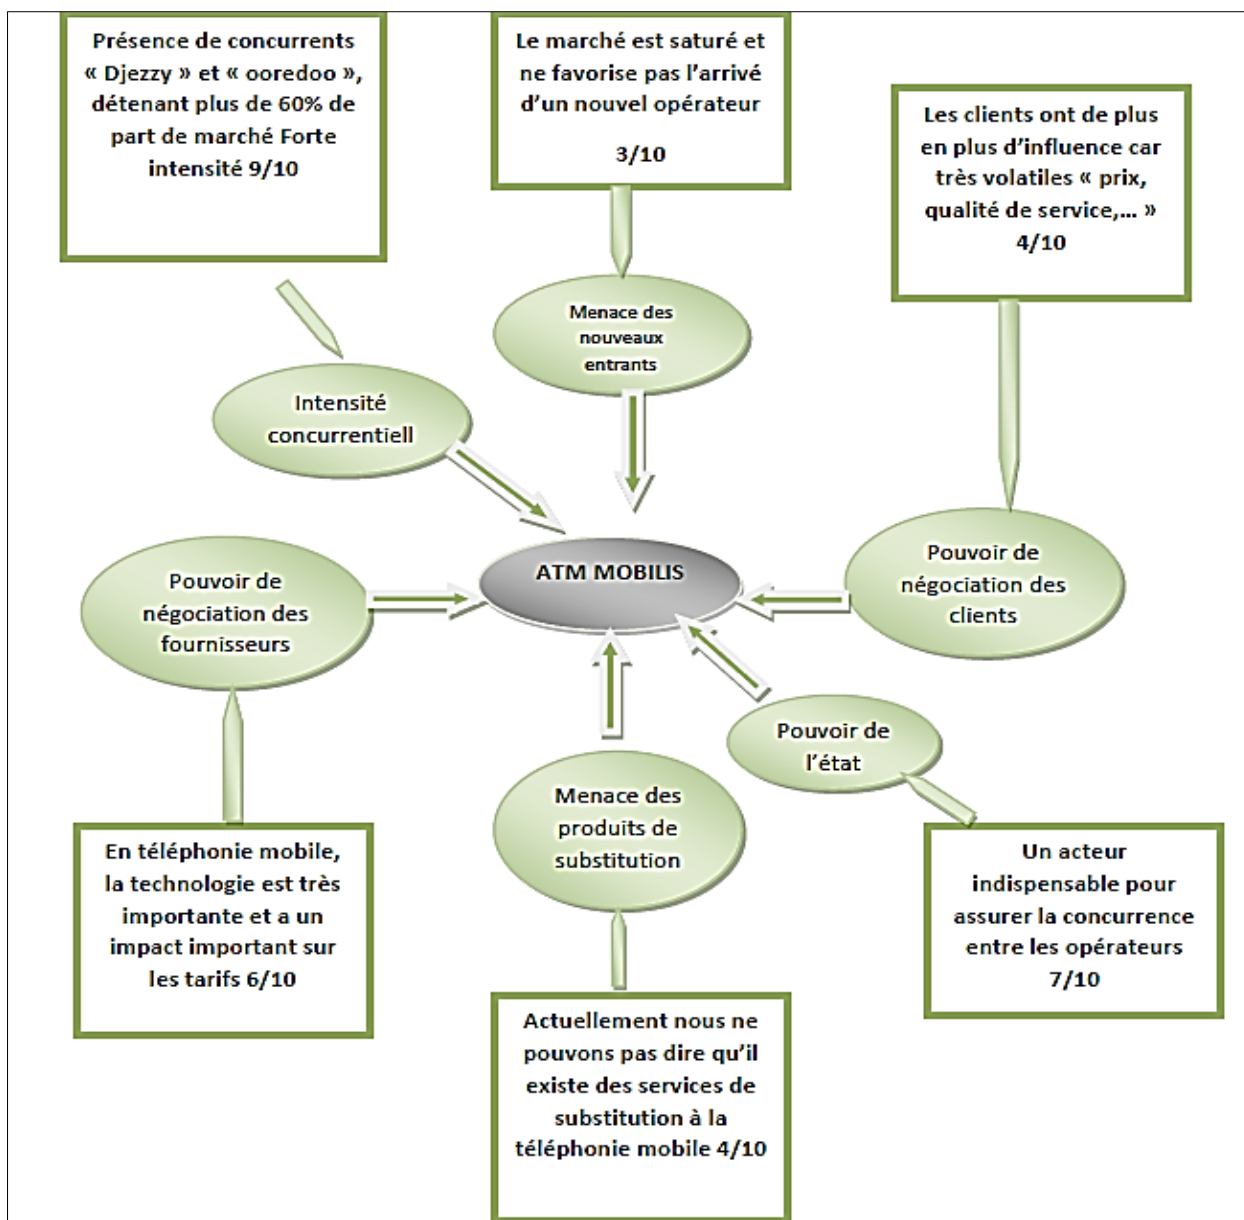 Présence de concurrents
« Djezzy » et « ooredoo »,
détenant plus de 60% de
part de marché Forte
intensité 9/10
Le marché est saturé et
ne favorise pas l'arrivé
d'un nouvel opérateur
3/10
Les clients ont de plus
en plus d'influence car
très volatiles « prix,
qualité de service,... »
4/10
Menace des
nouveaux
entrants
Intensité
concurrentiell
Pouvoir de
négociation des
fournisseurs
ATM MOBILIS
Pouvoir de
négociation des
clients
Pouvoir de
l'état
Menace des
produits de
substitution
En téléphonie mobile,
la technologie est très
importante et a un
impact important sur
les tarifs 6/10
Un acteur
indispensable pour
assurer la concurrence
entre les opérateurs
7/10
Actuellement nous ne
pouvons pas dire qu'il
existe des services de
substitution à la
téléphonie mobile 4/10